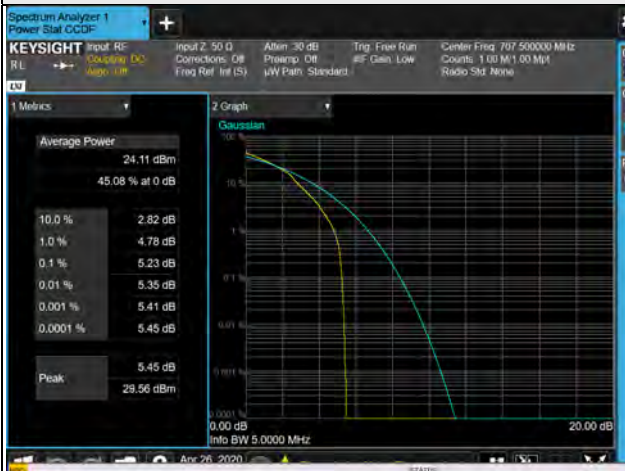 Spectrum Analyzer 1
Power Stat CCDF
+
KEYSIGHT
RL
Input: RF
Coupling: DC
Align: Off
Input Z: 50 Ω
Corrections: Off
Freq Ref: Int (S)
Atten: 30 dB
Preamp: Off
µW Path: Standard
Trig: Free Run
#IF Gain: Low
Center Freq: 707.500000 MHz
Counts: 1.00 M/1.00 Mpt
Radio Std: None
1 Metrics
Average Power
24.11 dBm
45.08 % at 0 dB
10.0 % 2.82 dB
1.0 % 4.78 dB
0.1 % 5.23 dB
0.01 % 5.35 dB
0.001 % 5.41 dB
0.0001 % 5.45 dB
Peak
5.45 dB
29.56 dBm
2 Graph
Gaussian
100 %
10 %
1 %
0.1 %
0.01 %
0.001 %
0.0001 %
0.00 dB 20.00 dB
Info BW 5.0000 MHz
Apr 26, 2020
STATUS